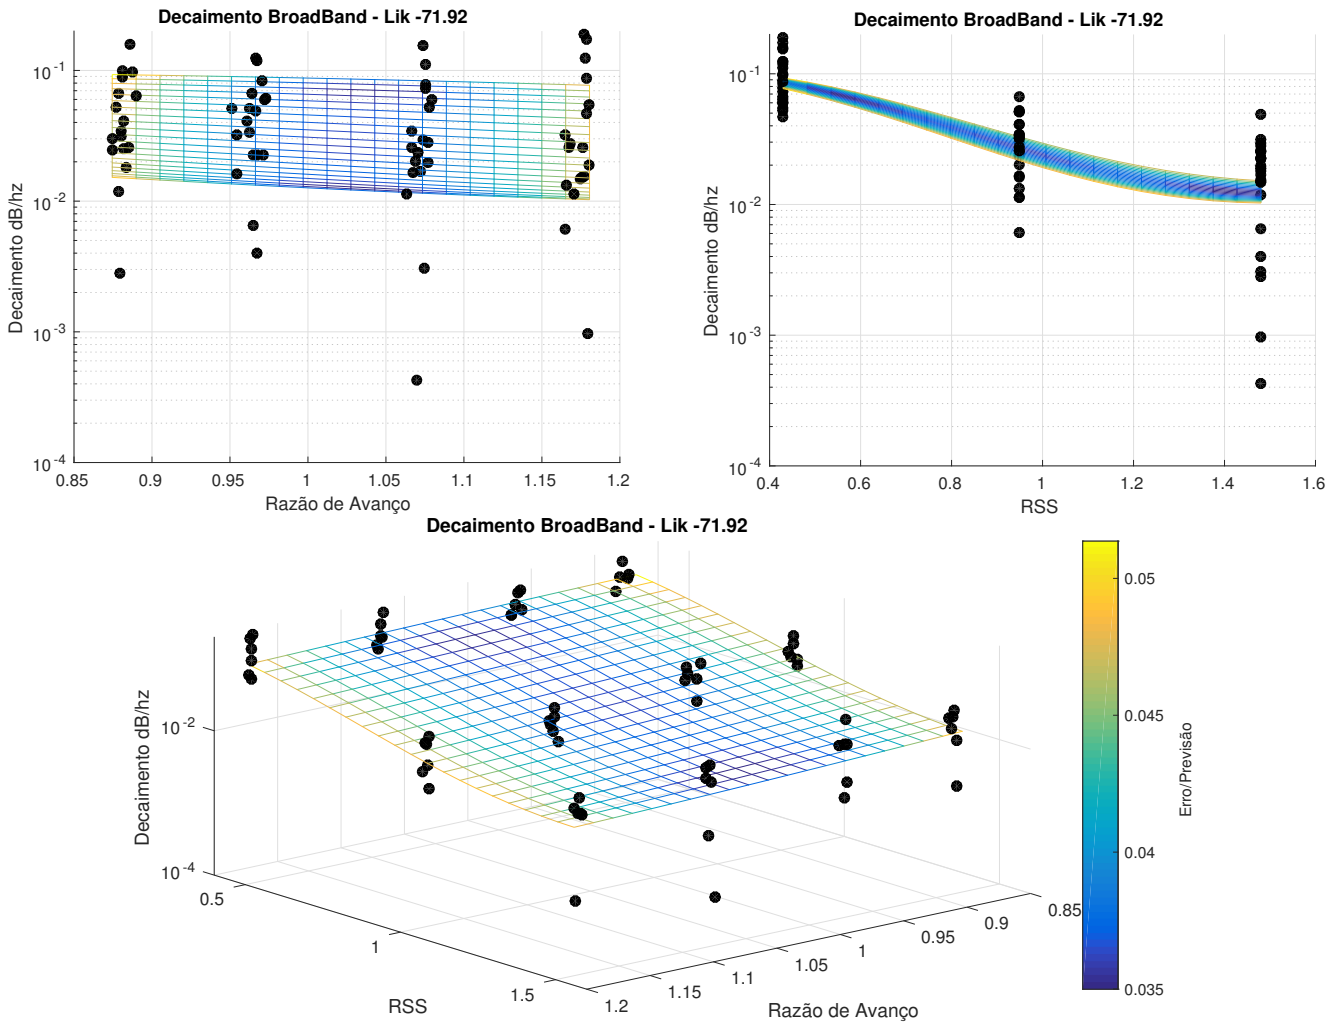 Decaimento BroadBand - Lik -71.92
Decaimento dB/hz
10^-1
10^-2
10^-3
10^-4
0.85 0.9 0.95 1 1.05 1.1 1.15 1.2
Razão de Avanço
Decaimento BroadBand - Lik -71.92
Decaimento dB/hz
10^-1
10^-2
10^-3
10^-4
0.4 0.6 0.8 1 1.2 1.4 1.6
RSS
Decaimento BroadBand - Lik -71.92
Decaimento dB/hz
10^-2
10^-4
0.5 1 1.5
RSS
1.2 1.15 1.1 1.05 1 0.95 0.9 0.85
Razão de Avanço
0.05
0.045
0.04
0.035
Erro/Previsão